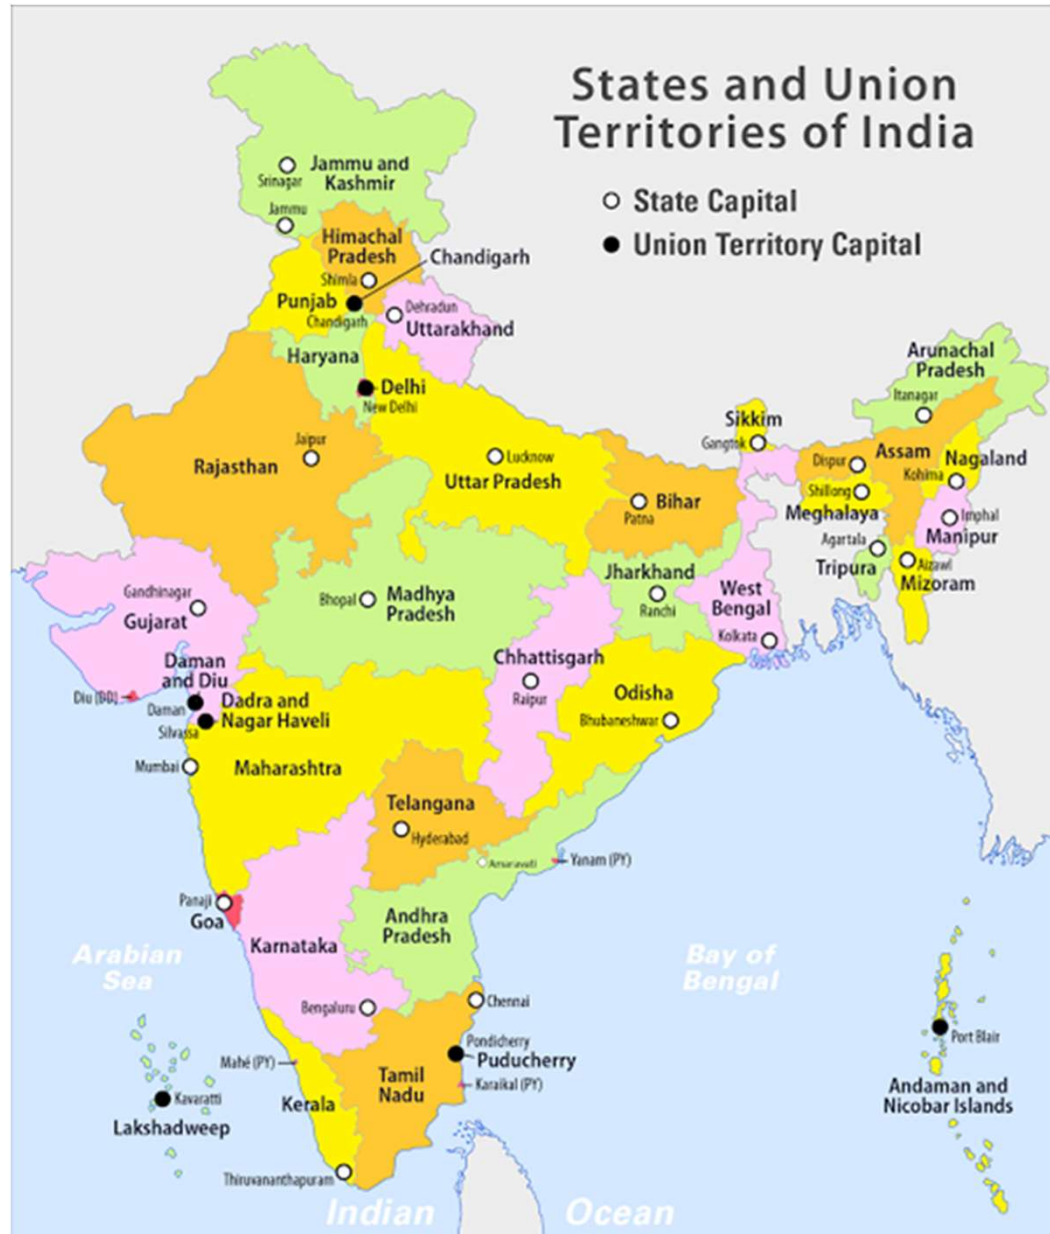 States and Union
Territories of India
State Capital
Union Territory Capital
Jammu and
Kashmir
Srinagar
Jammu
Himachal
Pradesh
Shimla
Chandigarh
Punjab
Chandigarh
Dehradun
Uttarakhand
Haryana
Delhi
New Delhi
Arunachal
Pradesh
Itanagar
Sikkim
Gangtok
Jaipur
Rajasthan
Lucknow
Uttar Pradesh
Bihar
Patna
Dispur
Assam
Nagaland
Kohima
Shillong
Meghalaya
Imphal
Manipur
Agartala
Tripura
Aizawl
Mizoram
Gandhinagar
Gujarat
Bhopal
Madhya
Pradesh
Jharkhand
Ranchi
West
Bengal
Kolkata
Chhattisgarh
Raipur
Odisha
Bhubaneshwar
Daman
and Diu
Diu (DD)
Daman
Dadra and
Nagar Haveli
Silvassa
Mumbai
Maharashtra
Telangana
Hyderabad
Amaravati
Yanam (PY)
Panaji
Goa
Karnataka
Andhra
Pradesh
Arabian
Sea
Bay of
Bengal
Bengaluru
Chennai
Pondicherry
Puducherry
Port Blair
Mahé (PY)
Tamil
Nadu
Karaikal (PY)
Andaman and
Nicobar Islands
Kavaratti
Lakshadweep
Kerala
Thiruvananthapuram
Indian Ocean